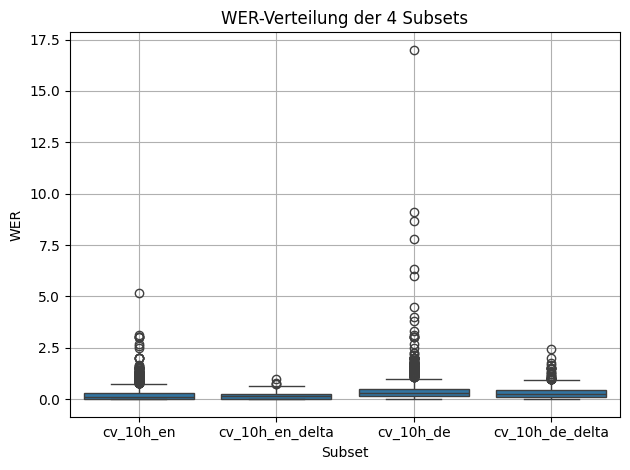 WER-Verteilung der 4 Subsets
17.5
15.0
12.5
10.0
7.5
5.0
2.5
0.0
WER
cv_10h_en cv_10h_en_delta cv_10h_de cv_10h_de_delta
Subset